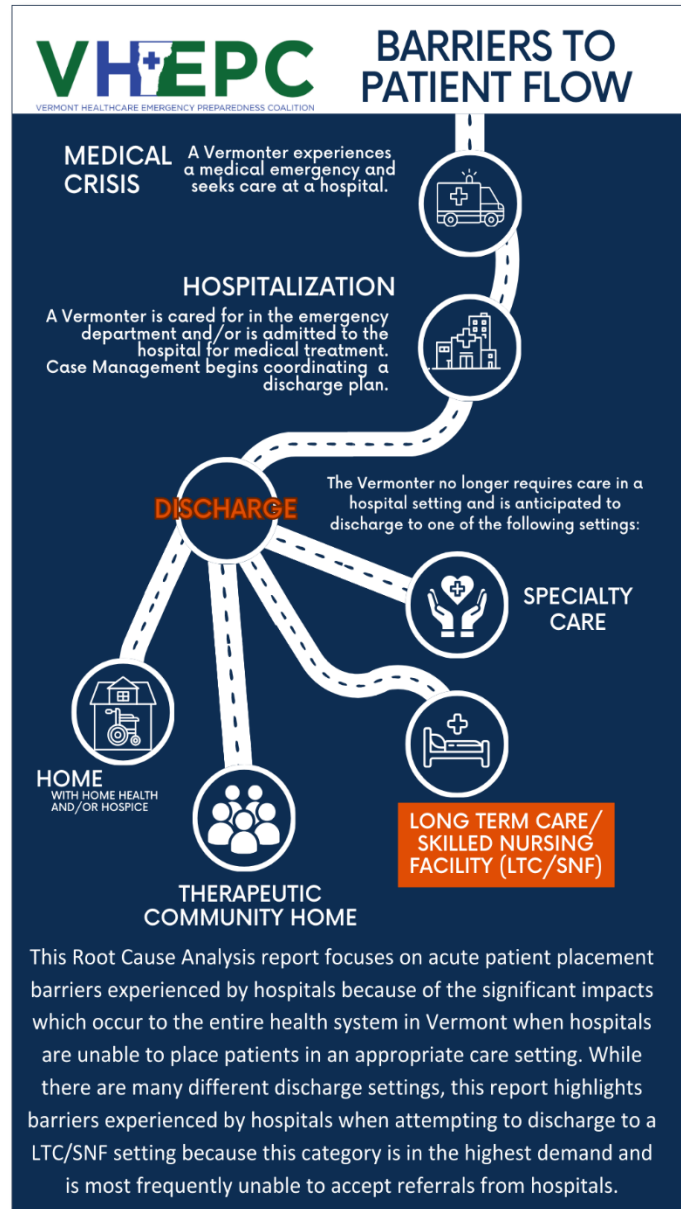 VHEPC
VERMONT HEALTHCARE EMERGENCY PREPAREDNESS COALITION
BARRIERS TO
PATIENT FLOW
MEDICAL
CRISIS
A Vermonter experiences
a medical emergency and
seeks care at a hospital.
HOSPITALIZATION
A Vermonter is cared for in the emergency
department and/or is admitted to the
hospital for medical treatment.
Case Management begins coordinating a
discharge plan.
DISCHARGE
The Vermonter no longer requires care in a
hospital setting and is anticipated to
discharge to one of the following settings:
SPECIALTY
CARE
HOME
WITH HOME HEALTH
AND/OR HOSPICE
LONG TERM CARE/
SKILLED NURSING
FACILITY (LTC/SNF)
THERAPEUTIC
COMMUNITY HOME
This Root Cause Analysis report focuses on acute patient placement
barriers experienced by hospitals because of the significant impacts
which occur to the entire health system in Vermont when hospitals
are unable to place patients in an appropriate care setting. While
there are many different discharge settings, this report highlights
barriers experienced by hospitals when attempting to discharge to a
LTC/SNF setting because this category is in the highest demand and
is most frequently unable to accept referrals from hospitals.